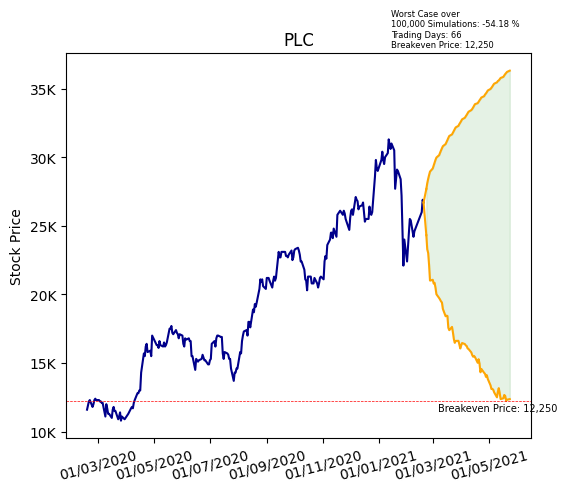 Worst Case over
100,000 Simulations: -54.18 %
Trading Days: 66
Breakeven Price: 12,250
PLC
Stock Price
35K
30K
25K
20K
15K
10K
Breakeven Price: 12,250
01/03/2020 01/05/2020 01/07/2020 01/09/2020 01/11/2020 01/01/2021 01/03/2021 01/05/2021